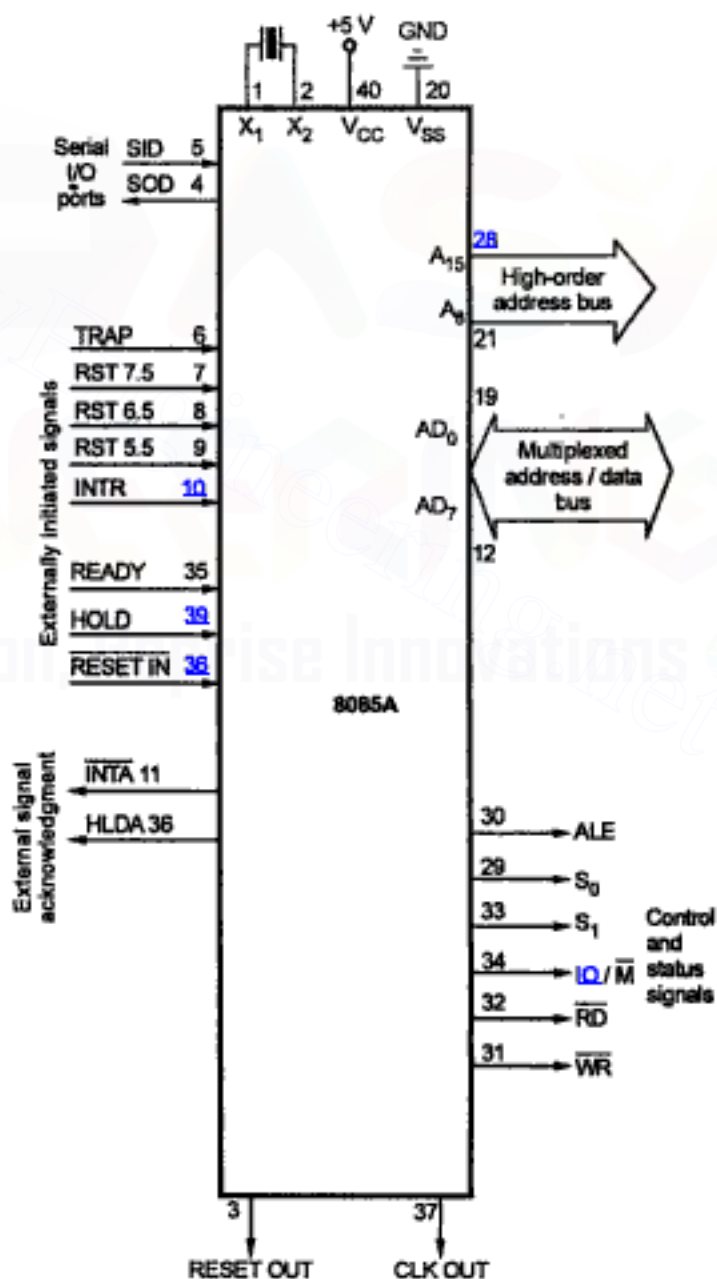 +5 V
GND
1
2
40
20
X1
X2
VCC
VSS
Serial
I/O
ports
SID 5
SOD 4
28
A15
High-order
address bus
A8
21
Externally initiated signals
TRAP 6
RST 7.5 7
RST 6.5 8
RST 5.5 9
INTR 10
19
AD0
Multiplexed
address / data
bus
AD7
12
READY 35
HOLD 39
RESET IN 36
8085A
External signal
acknowledgment
INTA 11
HLDA 36
30
ALE
29
S0
33
S1
34
IO / M
32
RD
31
WR
Control
and
status
signals
3
37
RESET OUT
CLK OUT